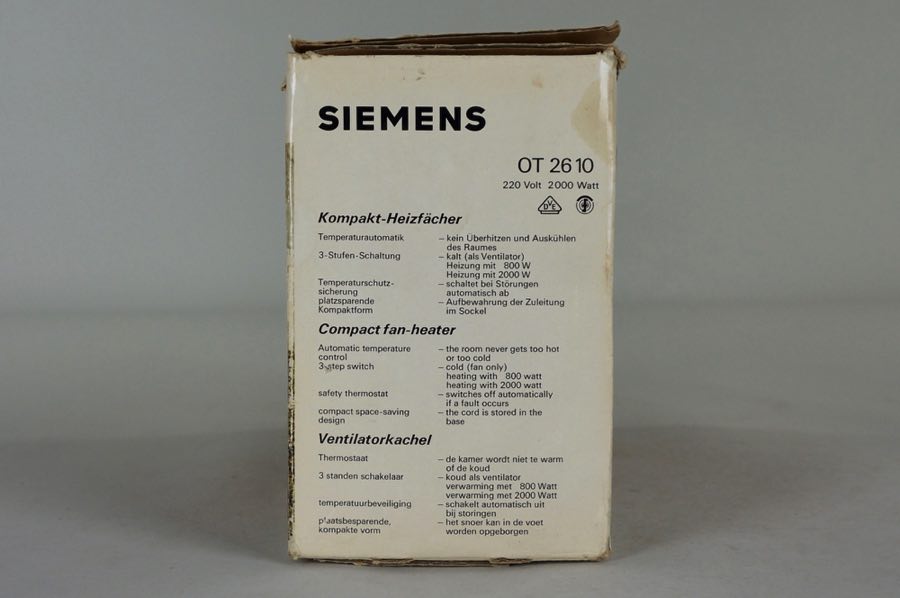 SIEMENS
OT 2610
220 Volt 2000 Watt
Kompakt-Heizfächer
Temperaturautomatik – kein Überhitzen und Auskühlen
des Raumes
3-Stufen-Schaltung – kalt (als Ventilator)
Heizung mit 800 W
Heizung mit 2000 W
Temperaturschutz- – schaltet bei Störungen
sicherung automatisch ab
platzsparende – Aufbewahrung der Zuleitung
Kompaktform im Sockel
Compact fan-heater
Automatic temperature – the room never gets too hot
control or too cold
3-step switch – cold (fan only)
heating with 800 watt
heating with 2000 watt
safety thermostat – switches off automatically
if a fault occurs
compact space-saving – the cord is stored in the
design base
Ventilatorkachel
Thermostaat – de kamer wordt niet te warm
of de koud
3 standen schakelaar – koud als ventilator
verwarming met 800 Watt
verwarming met 2000 Watt
temperatuurbeveiliging – schakelt automatisch uit
bij storingen
plaatsbesparende, – het snoer kan in de voet
kompakte vorm worden opgeborgen